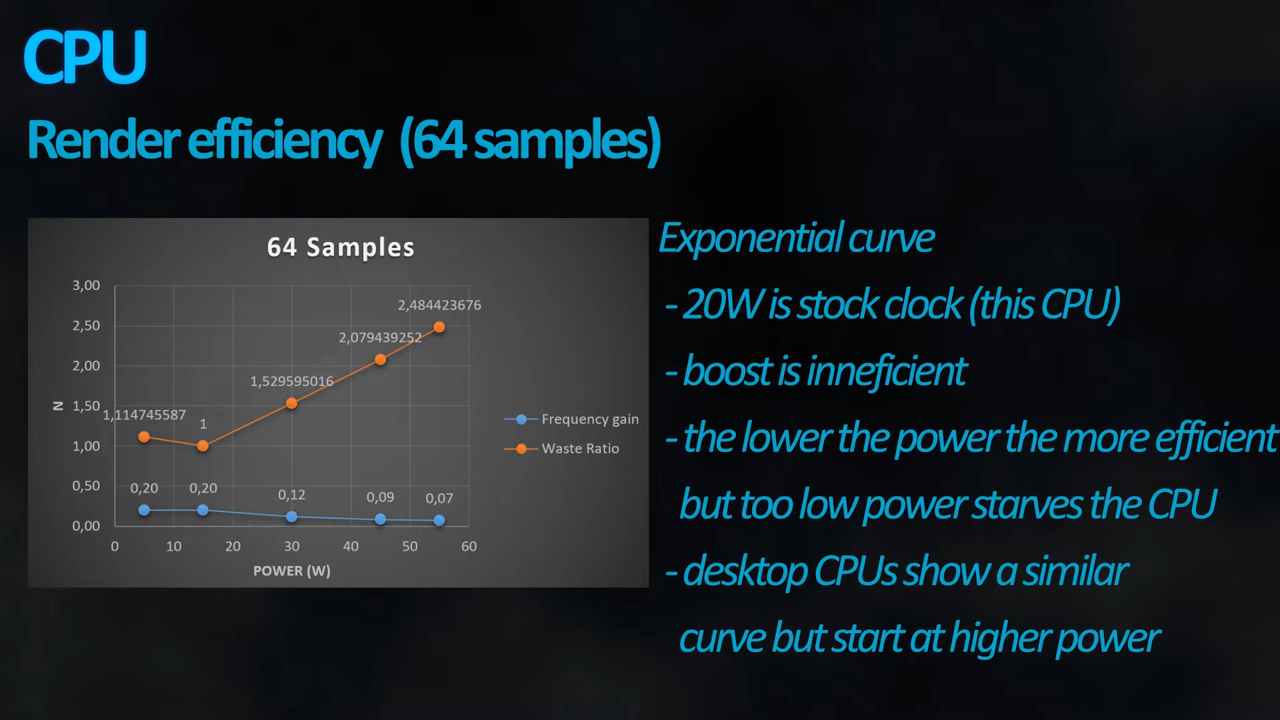 CPU
Render efficiency (64 samples)
64 Samples
3,00
2,50
2,00
1,50
1,00
0,50
0,00
N
1,114745587
1
1,529595016
2,079439252
2,484423676
0,20
0,20
0,12
0,09
0,07
0
10
20
30
40
50
60
POWER (W)
Frequency gain
Waste Ratio
Exponential curve
- 20W is stock clock (this CPU)
- boost is inneficient
- the lower the power the more efficient
but too low power starves the CPU
- desktop CPUs show a similar
curve but start at higher power